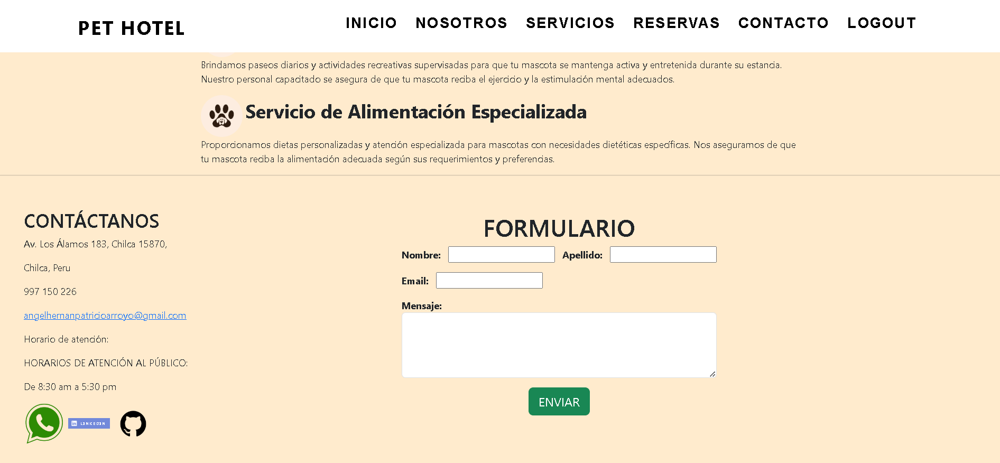 PET HOTEL
INICIO NOSOTROS SERVICIOS RESERVAS CONTACTO LOGOUT
Brindamos paseos diarios y actividades recreativas supervisadas para que tu mascota se mantenga activa y entretenida durante su estancia.
Nuestro personal capacitado se asegura de que tu mascota reciba el ejercicio y la estimulación mental adecuados.
Servicio de Alimentación Especializada
Proporcionamos dietas personalizadas y atención especializada para mascotas con necesidades dietéticas específicas. Nos aseguramos de que
tu mascota reciba la alimentación adecuada según sus requerimientos y preferencias.
CONTÁCTANOS
Av. Los Álamos 183, Chilca 15870,
Chilca, Peru
997 150 226
angelhernanpatricioarroyo@gmail.com
Horario de atención:
HORARIOS DE ATENCIÓN AL PÚBLICO:
De 8:30 am a 5:30 pm
LINKEDIN
FORMULARIO
Nombre: Apellido:
Email:
Mensaje:
ENVIAR